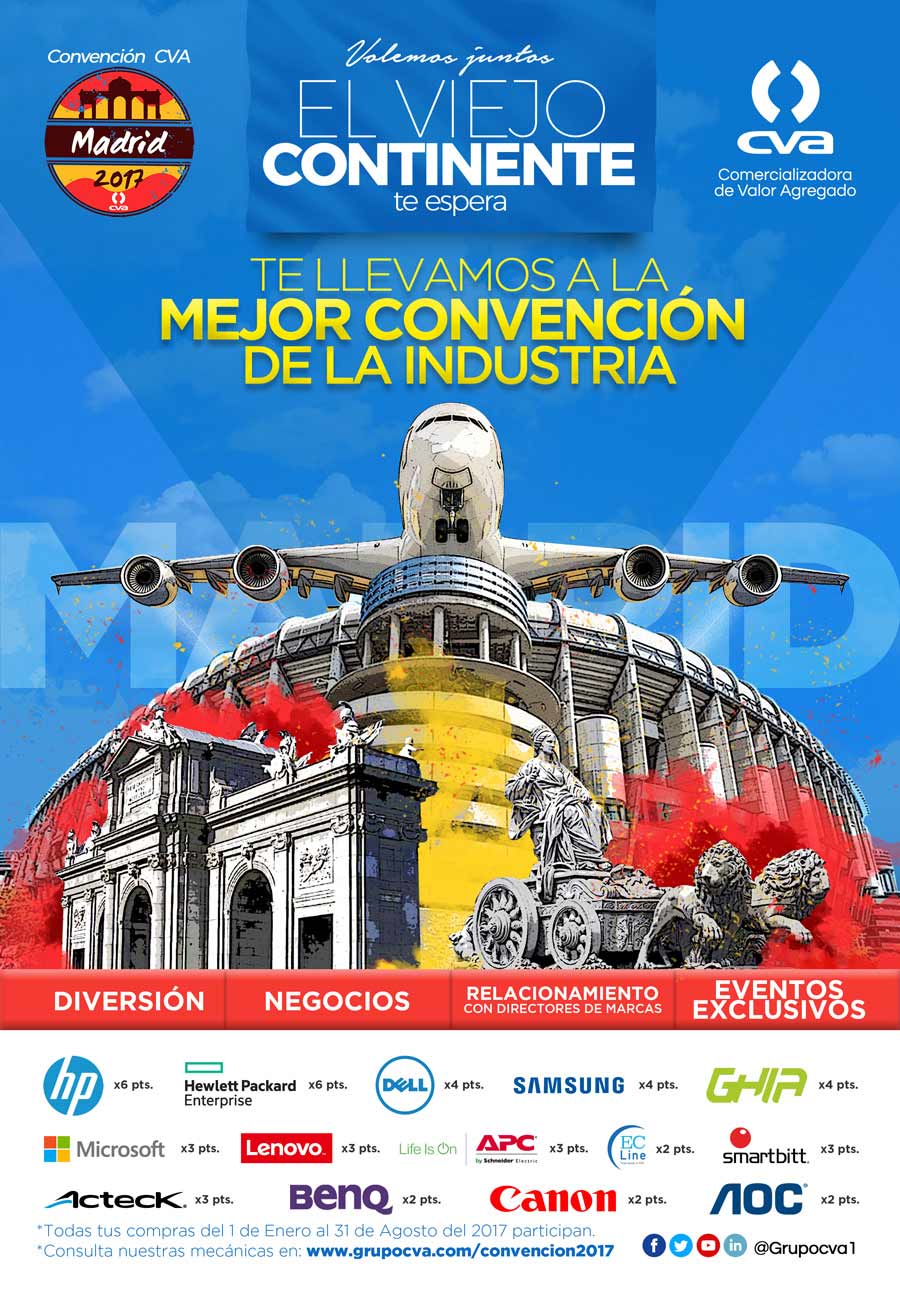 Convención CVA
Madrid
2017
cva
Volemos juntos
EL VIEJO
CONTINENTE
te espera
cva
Comercializadora
de Valor Agregado
TE LLEVAMOS A LA
MEJOR CONVENCIÓN
DE LA INDUSTRIA
MADRID
DIVERSIÓN
NEGOCIOS
RELACIONAMIENTO
CON DIRECTORES DE MARCAS
EVENTOS
EXCLUSIVOS
hp x6 pts.
Hewlett Packard
Enterprise
x6 pts.
DELL x4 pts.
SAMSUNG x4 pts.
GHIA x4 pts.
Microsoft x3 pts.
Lenovo x3 pts.
Life Is On
APC
by Schneider Electric
x3 pts.
EC
Line
x2 pts.
smartbitt x3 pts.
ACTECK x3 pts.
BENQ x2 pts.
Canon x2 pts.
AOC x2 pts.
*Todas tus compras del 1 de Enero al 31 de Agosto del 2017 participan.
*Consulta nuestras mecánicas en: www.grupocva.com/convencion2017
@Grupocva1